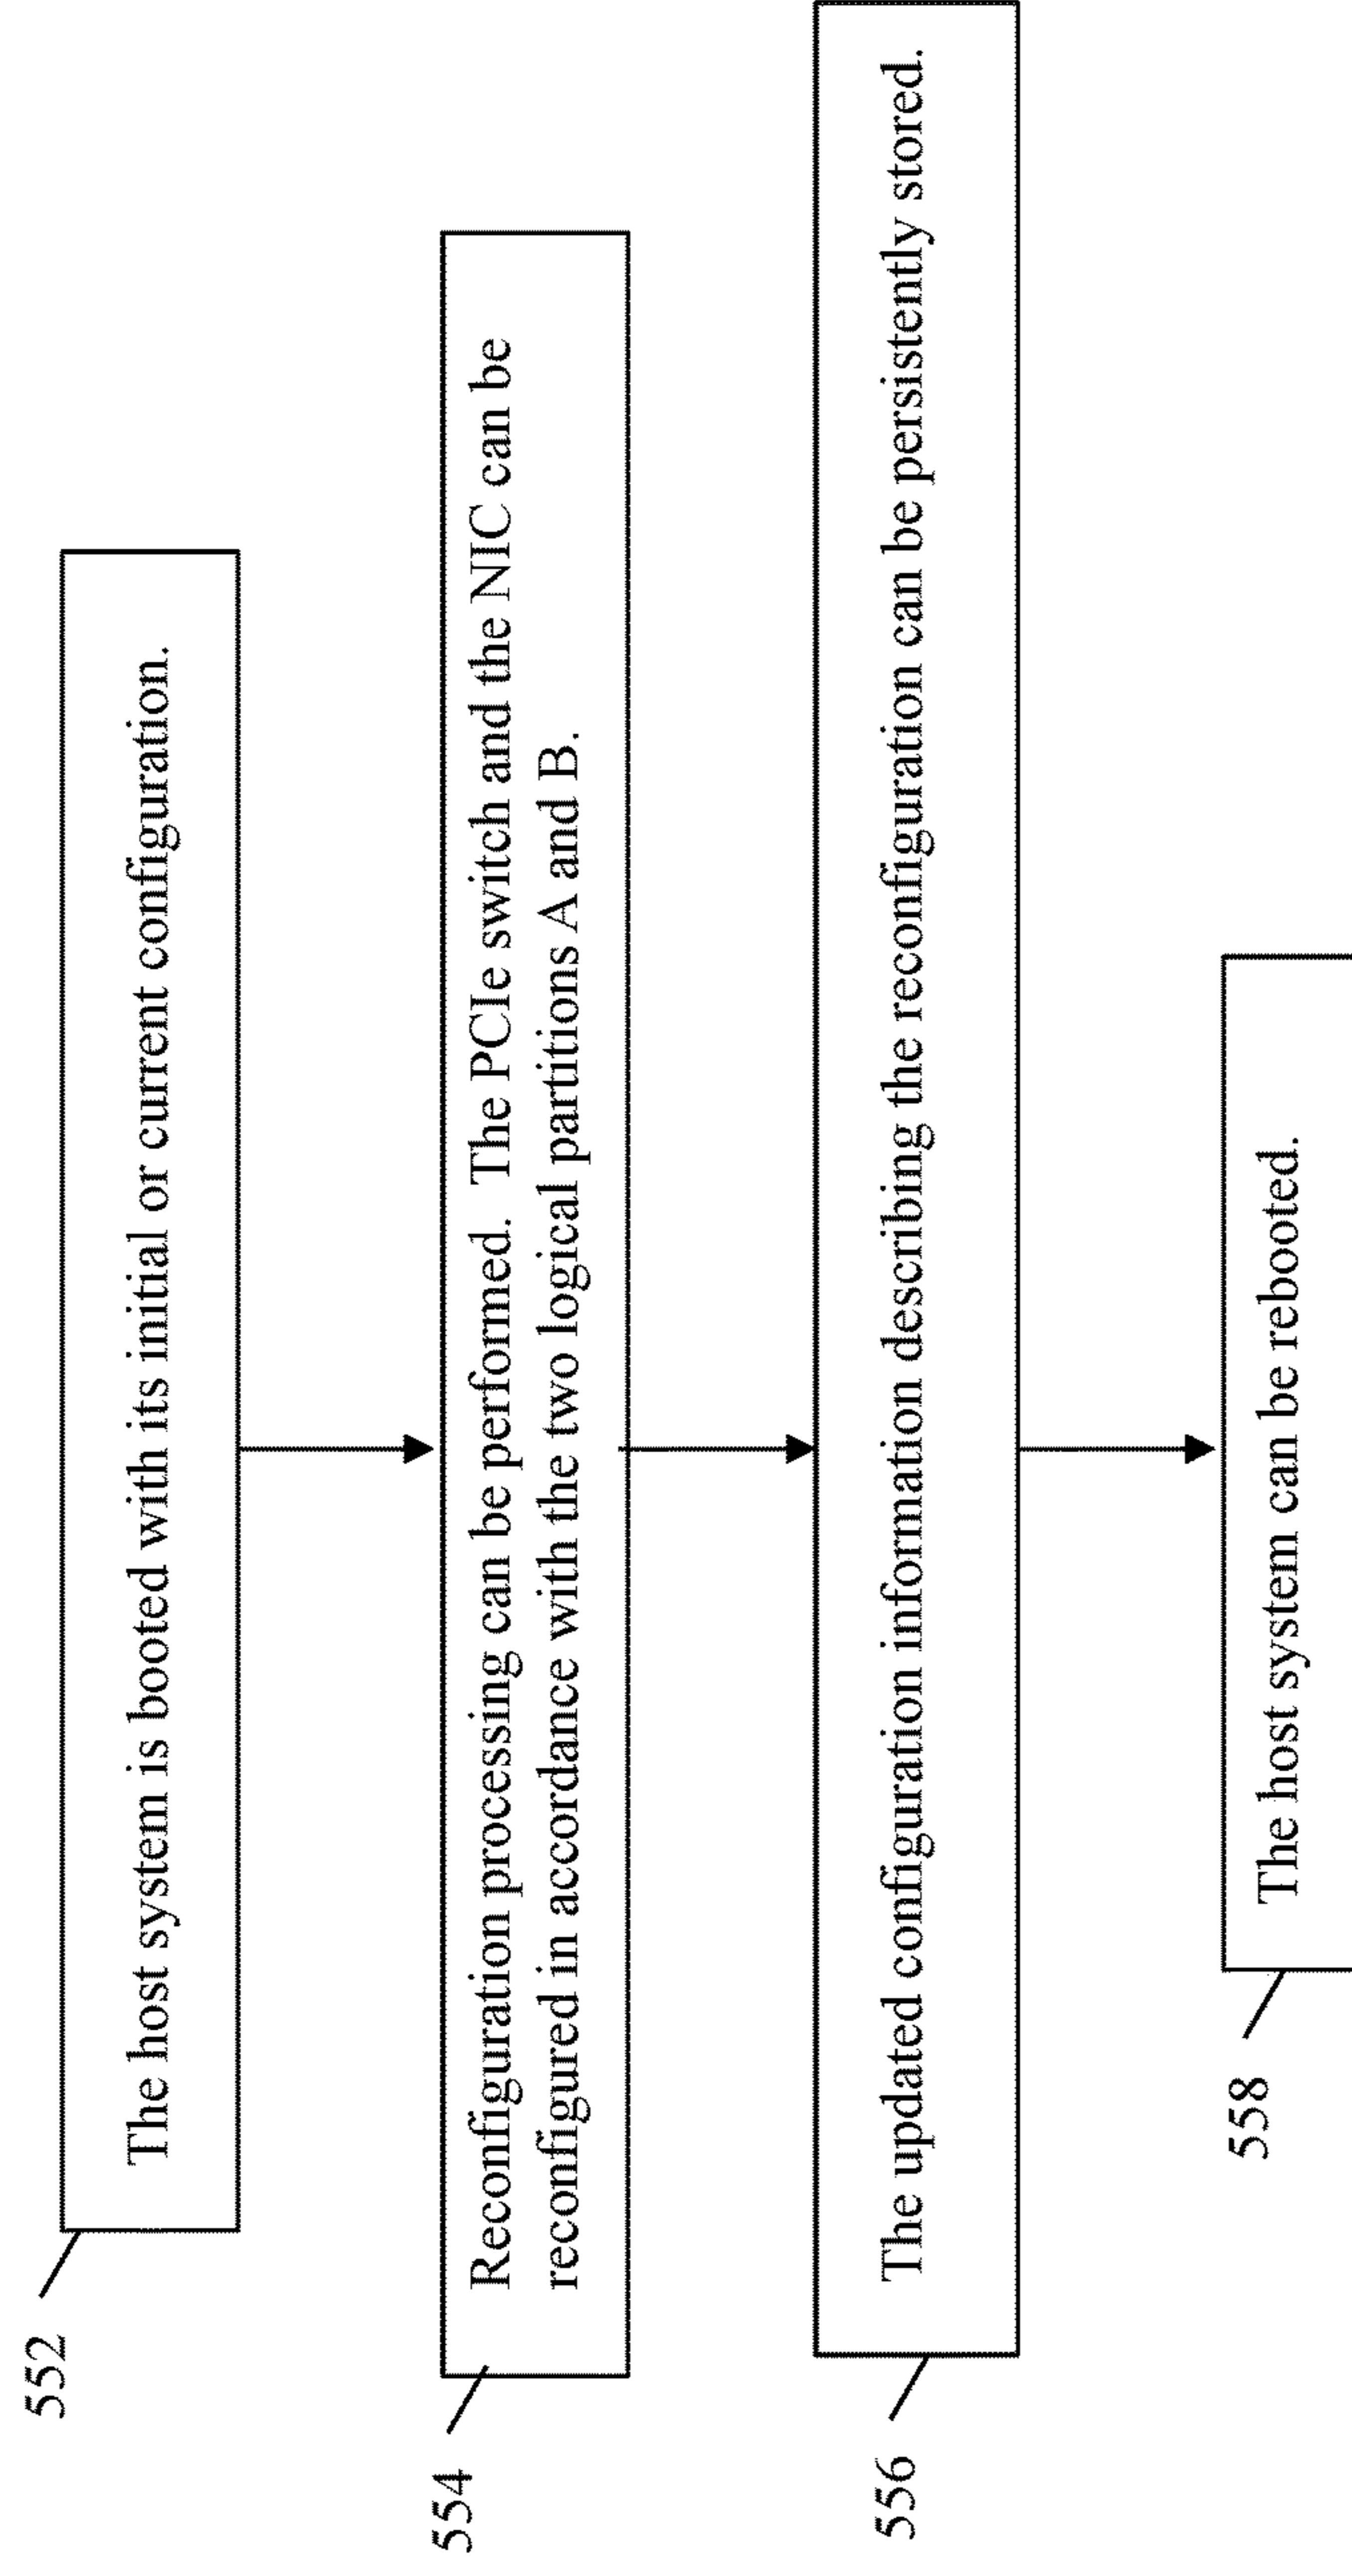 552
The host system is booted with its initial or current configuration.
554
Reconfiguration processing can be performed. The PCIe switch and the NIC can be
reconfigured in accordance with the two logical partitions A and B.
556
The updated configuration information describing the reconfiguration can be persistently stored.
558
The host system can be rebooted.